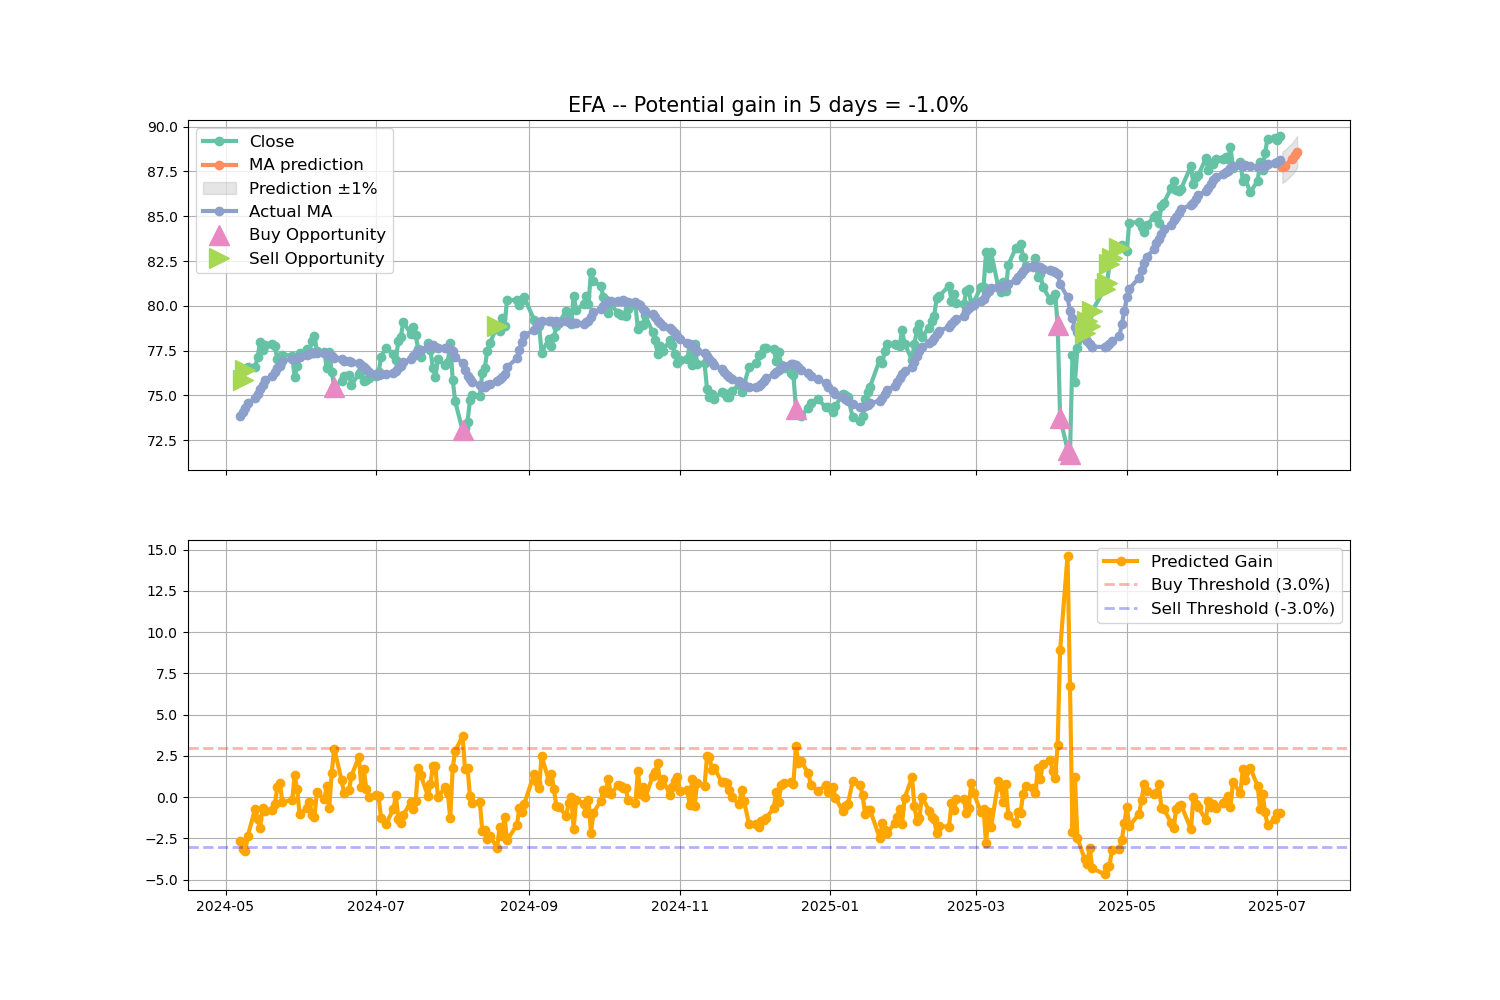 EFA -- Potential gain in 5 days = -1.0%
90.0
87.5
85.0
82.5
80.0
77.5
75.0
72.5
Close
MA prediction
Prediction ±1%
Actual MA
Buy Opportunity
Sell Opportunity
15.0
12.5
10.0
7.5
5.0
2.5
0.0
−2.5
−5.0
Predicted Gain
Buy Threshold (3.0%)
Sell Threshold (-3.0%)
2024-05 2024-07 2024-09 2024-11 2025-01 2025-03 2025-05 2025-07